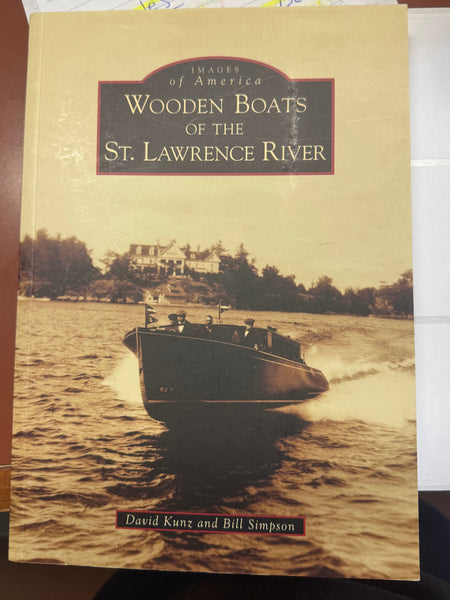 IMAGES
of America
WOODEN BOATS
OF THE
ST. LAWRENCE RIVER
David Kunz and Bill Simpson